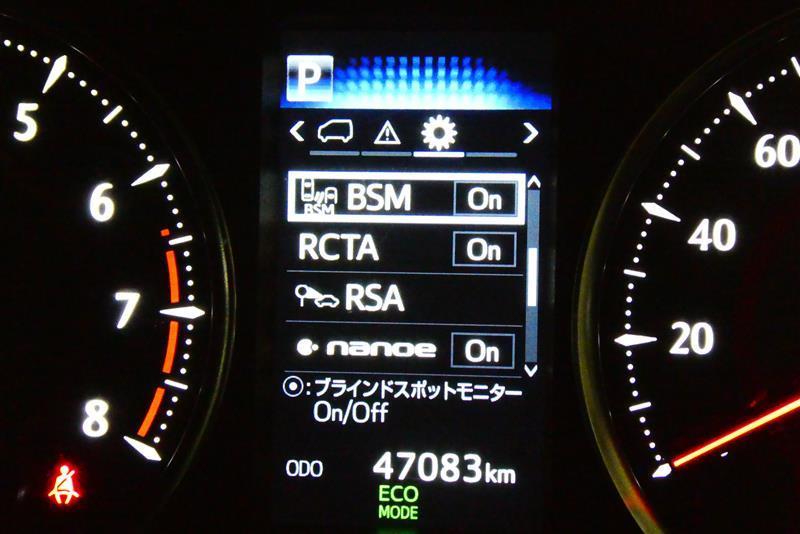 P
BSM BSM On
RCTA On
RSA
nanoe On
:ブラインドスポットモニター
On/Off
ODO 47083km
ECO
MODE
5
6
7
8
60
40
20